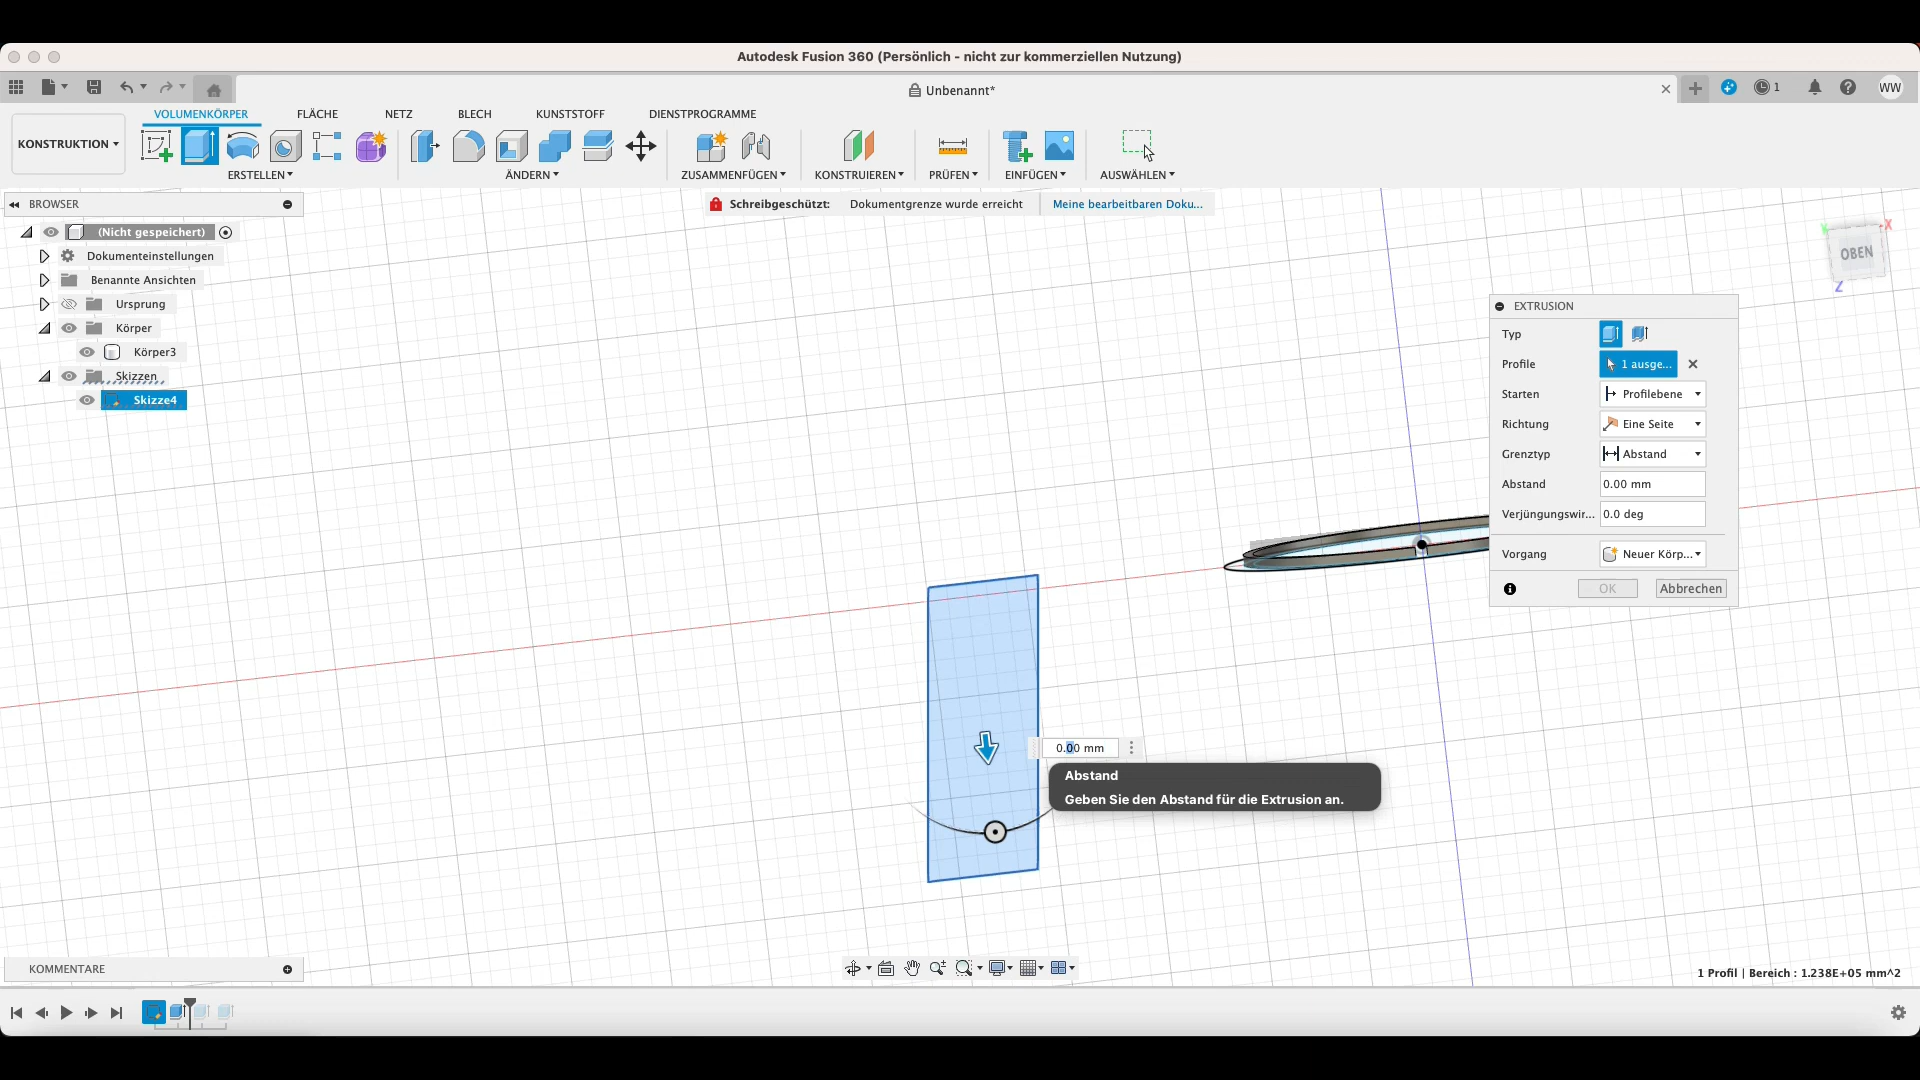 Autodesk Fusion 360 (Persönlich - nicht zur kommerziellen Nutzung)
Unbenannt*
1
WW
VOLUMENKÖRPER FLÄCHE NETZ BLECH KUNSTSTOFF DIENSTPROGRAMME
KONSTRUKTION
ERSTELLEN ÄNDERN ZUSAMMENFÜGEN KONSTRUIEREN PRÜFEN EINFÜGEN AUSWÄHLEN
BROWSER
Schreibgeschützt: Dokumentgrenze wurde erreicht Meine bearbeitbaren Doku...
(Nicht gespeichert)
Dokumenteinstellungen
Benannte Ansichten
Ursprung
Körper
Körper3
Skizzen
Skizze4
X
OBEN
Z
EXTRUSION
Typ
Profile 1 ausge...
Starten Profilebene
Richtung Eine Seite
Grenztyp Abstand
Abstand 0.00 mm
Verjüngungswir... 0.0 deg
Vorgang Neuer Körp...
OK Abbrechen
0.00 mm
Abstand
Geben Sie den Abstand für die Extrusion an.
KOMMENTARE
1 Profil | Bereich : 1.238E+05 mm^2